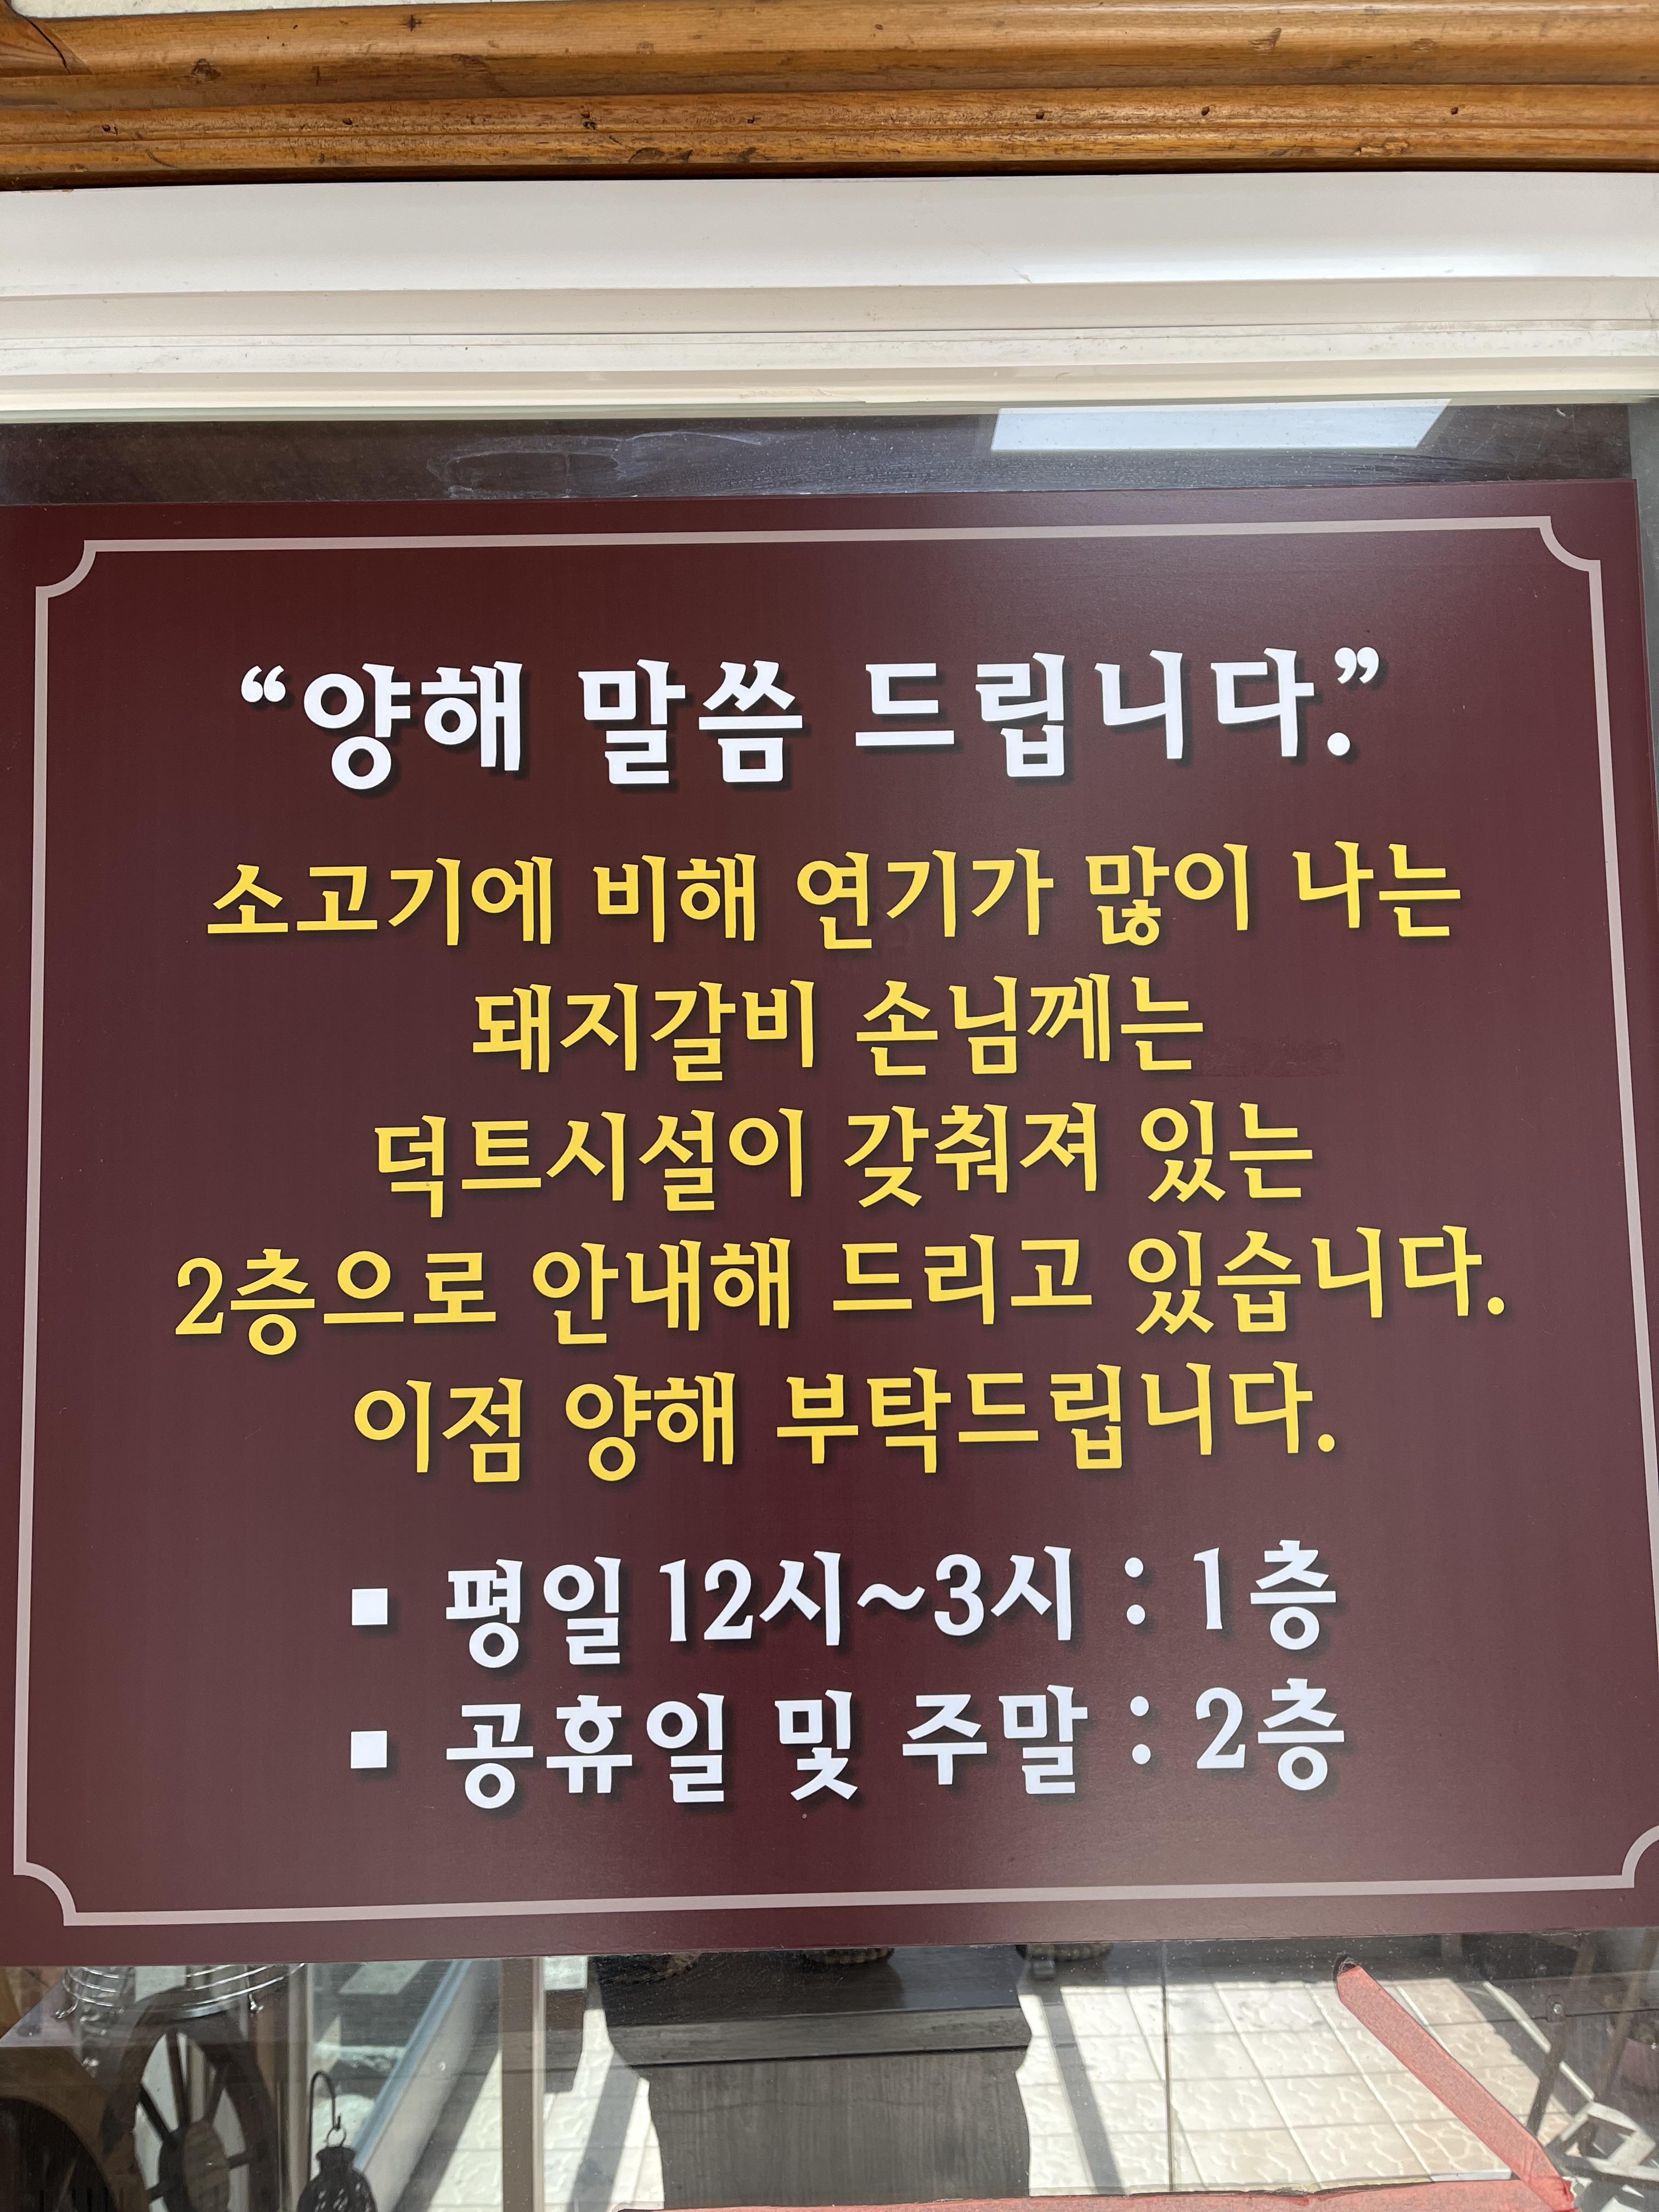 “양해 말씀 드립니다.”
소고기에 비해 연기가 많이 나는
돼지갈비 손님께는
덕트시설이 갖춰져 있는
2층으로 안내해 드리고 있습니다.
이점 양해 부탁드립니다.
▪ 평일 12시~3시 : 1층
▪ 공휴일 및 주말 : 2층